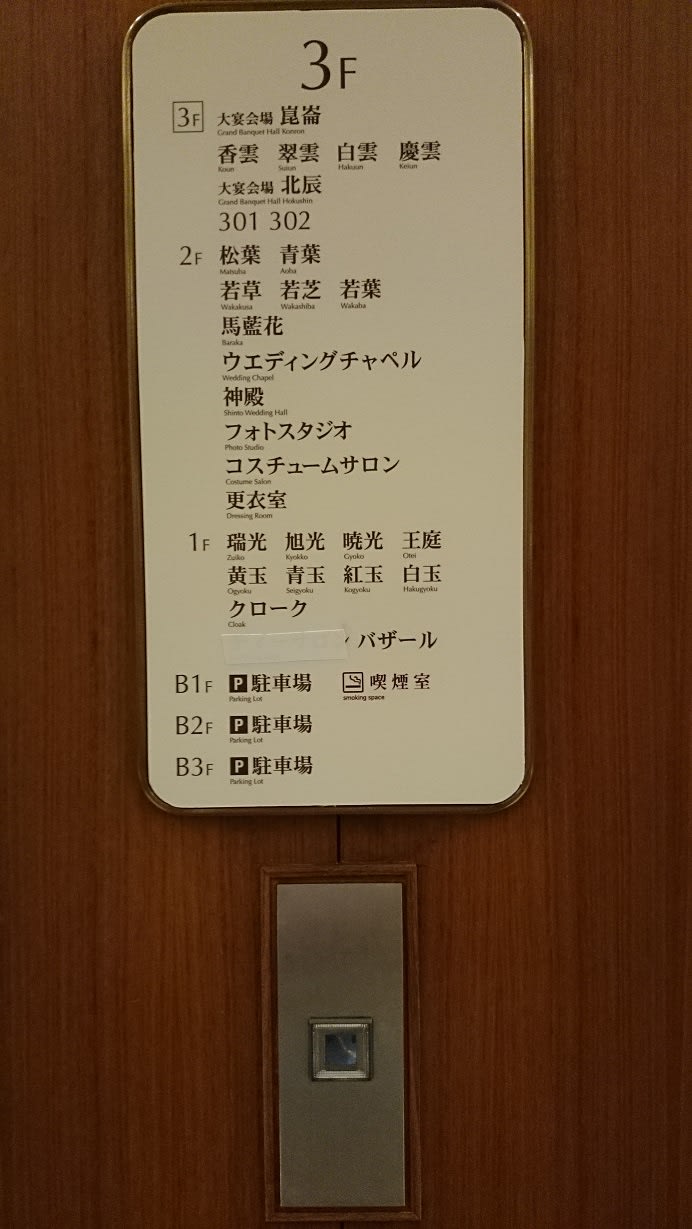 3F
3F 大宴会場 崑崙
Grand Banquet Hall Konron
香雲 翠雲 白雲 慶雲
Koun Suiun Hakuun Keiun
大宴会場 北辰
Grand Banquet Hall Hokushin
301 302
2F 松葉 青葉
Matsuba Aoba
若草 若芝 若葉
Wakakusa Wakashiba Wakaba
馬藍花
Baraka
ウエディングチャペル
Wedding Chapel
神殿
Shinto Wedding Hall
フォトスタジオ
Photo Studio
コスチュームサロン
Costume Salon
更衣室
Dressing Room
1F 瑞光 旭光 暁光 王庭
Zuiko Kyokko Gyoko Otei
黄玉 青玉 紅玉 白玉
Ogyoku Seigyoku Kogyoku Hakugyoku
クローク
Cloak
バザール
B1F P 駐車場 喫煙室
Parking Lot smoking space
B2F P 駐車場
Parking Lot
B3F P 駐車場
Parking Lot